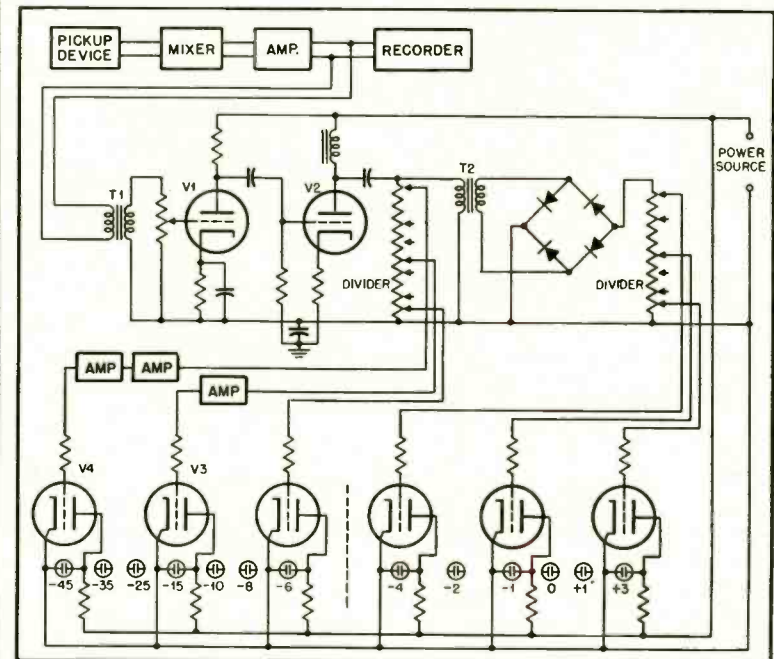 PICKUP
DEVICE
MIXER
AMP.
RECORDER
POWER
SOURCE
T1
V1
V2
T2
DIVIDER
DIVIDER
AMP
AMP
AMP
V4
V3
-45
-35
-25
-15
-10
-8
-6
-4
-2
-1
0
+1
+3